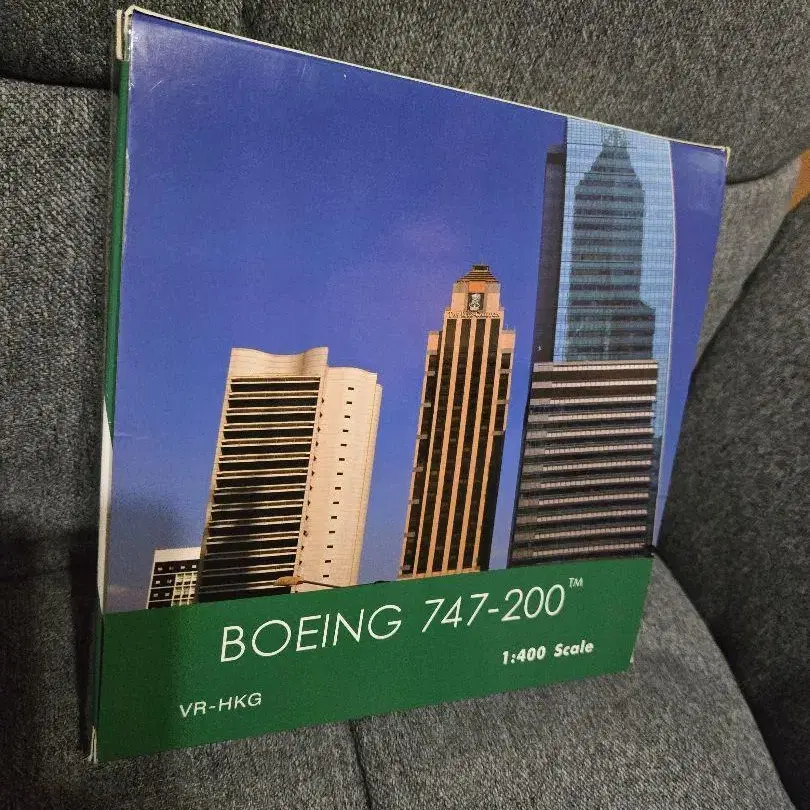 BOEING 747-200™
1:400 Scale
VR-HKG